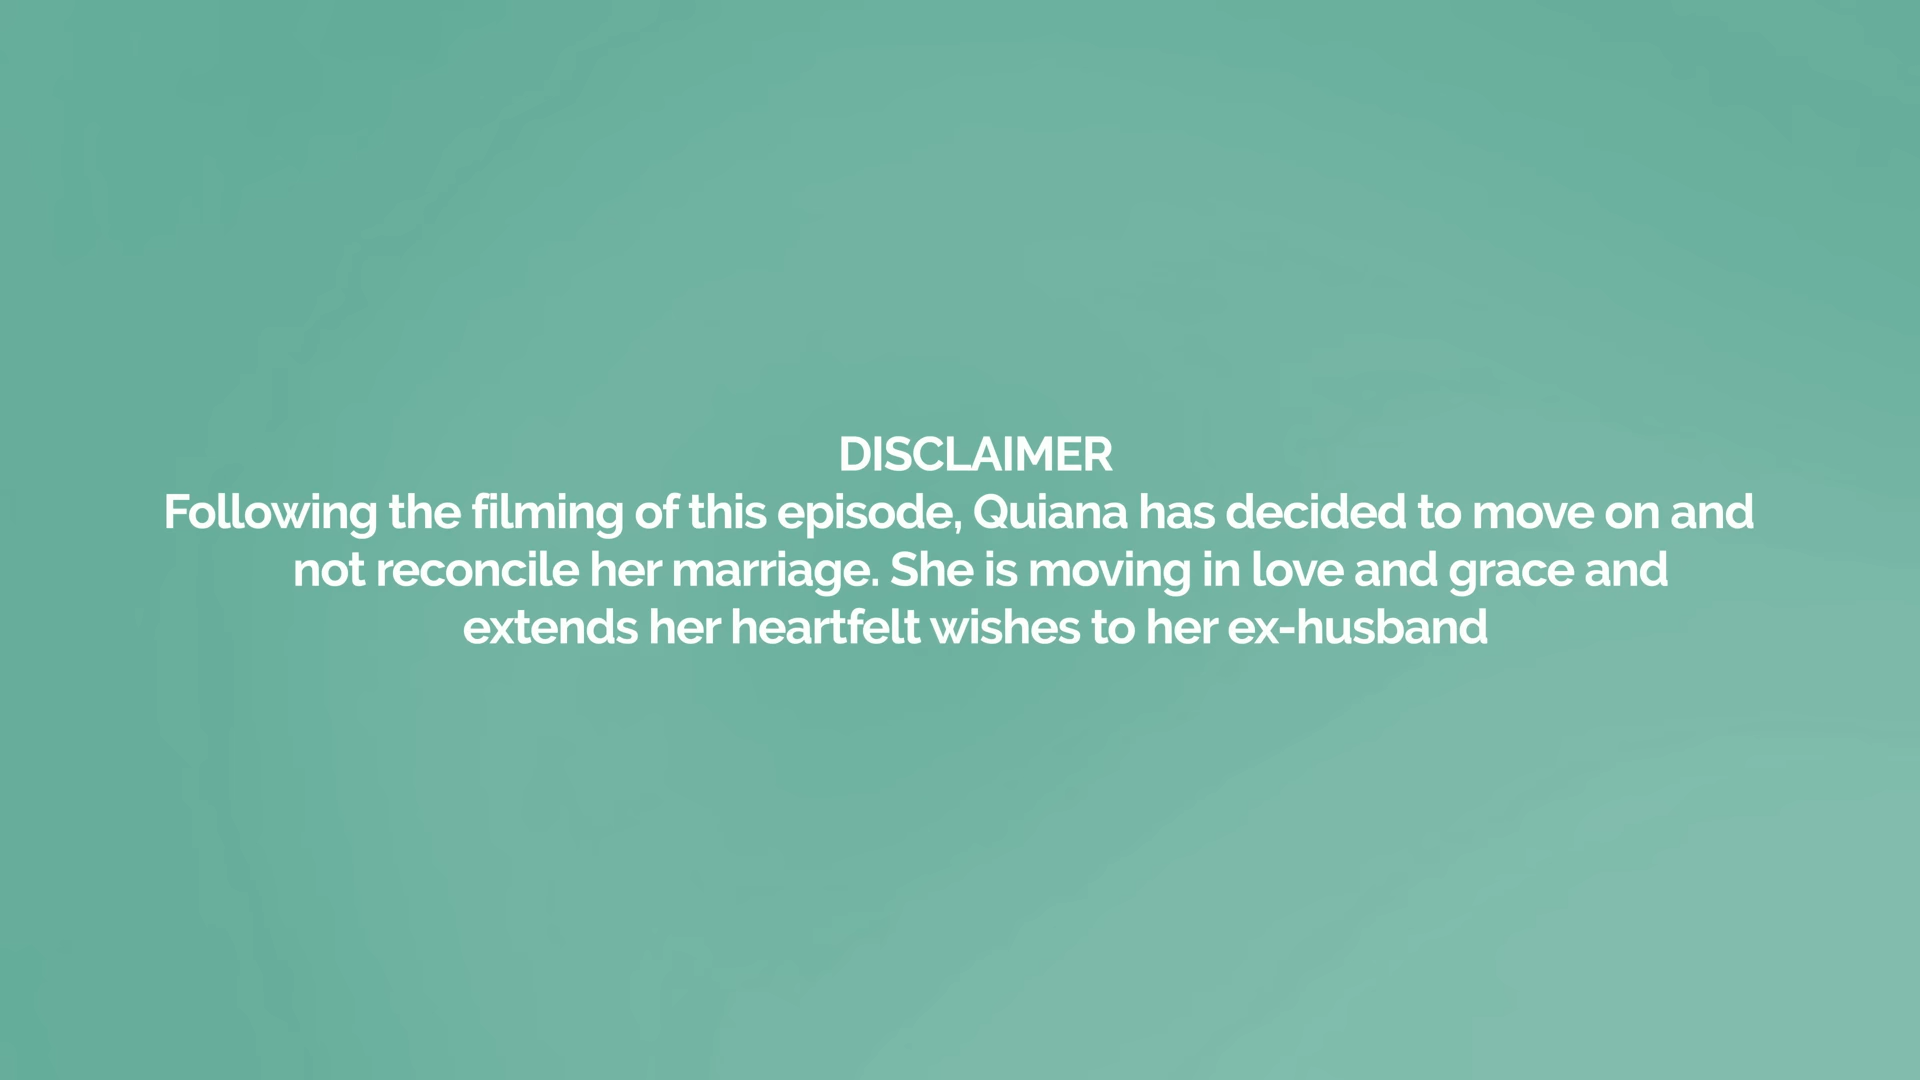 DISCLAIMER
Following the filming of this episode, Quiana has decided to move on and
not reconcile her marriage. She is moving in love and grace and
extends her heartfelt wishes to her ex-husband